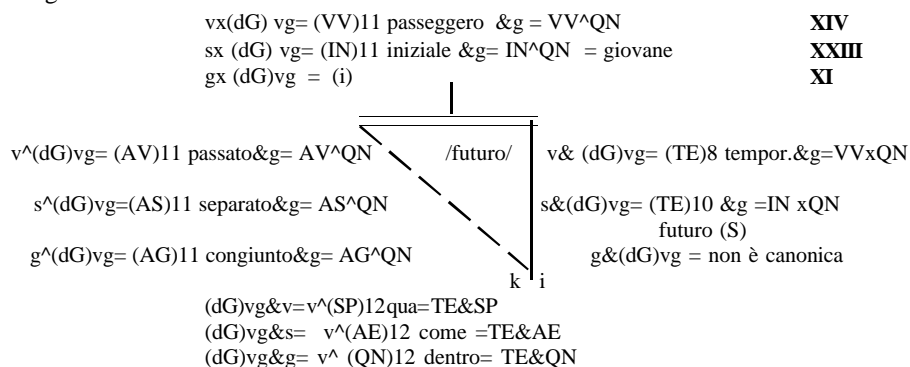 vx(dG) vg= (VV)11 passeggero &g = VV^QN XIV
sx (dG) vg= (IN)11 iniziale &g= IN^QN = giovane XXIII
gx (dG)vg = (i) XI
v^(dG)vg= (AV)11 passato&g= AV^QN /futuro/ v& (dG)vg= (TE)8 tempor.&g=VVxQN
s^(dG)vg=(AS)11 separato&g= AS^QN s&(dG)vg= (TE)10 &g =IN xQN
futuro (S)
g^(dG)vg= (AG)11 congiunto&g= AG^QN g&(dG)vg = non è canonica
k i
(dG)vg&v=v^(SP)12qua=TE&SP
(dG)vg&s= v^(AE)12 come =TE&AE
(dG)vg&g= v^ (QN)12 dentro= TE&QN